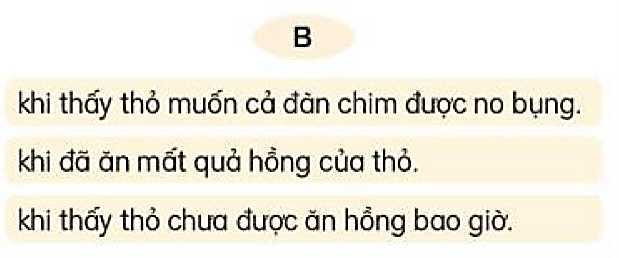 B
khi thấy thỏ muốn cả đàn chim được no bụng.
khi đã ăn mất quả hồng của thỏ.
khi thấy thỏ chưa được ăn hồng bao giờ.